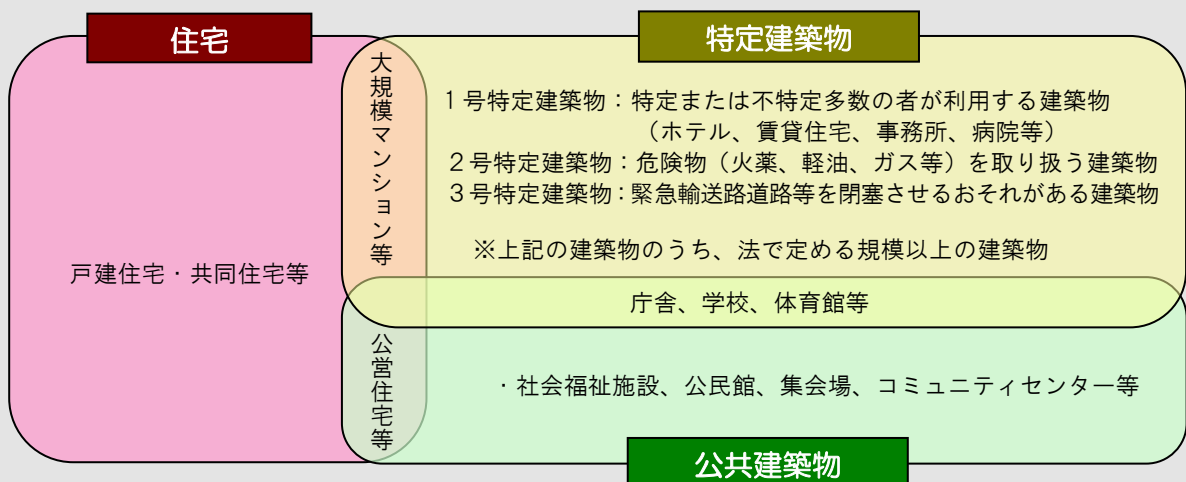 住宅
特定建築物
大規模マンション等
1号特定建築物：特定または不特定多数の者が利用する建築物
（ホテル、賃貸住宅、事務所、病院等）
2号特定建築物：危険物（火薬、軽油、ガス等）を取り扱う建築物
3号特定建築物：緊急輸送路道路等を閉塞させるおそれがある建築物
※上記の建築物のうち、法で定める規模以上の建築物
戸建住宅・共同住宅等
庁舎、学校、体育館等
公営住宅等
・社会福祉施設、公民館、集会場、コミュニティセンター等
公共建築物